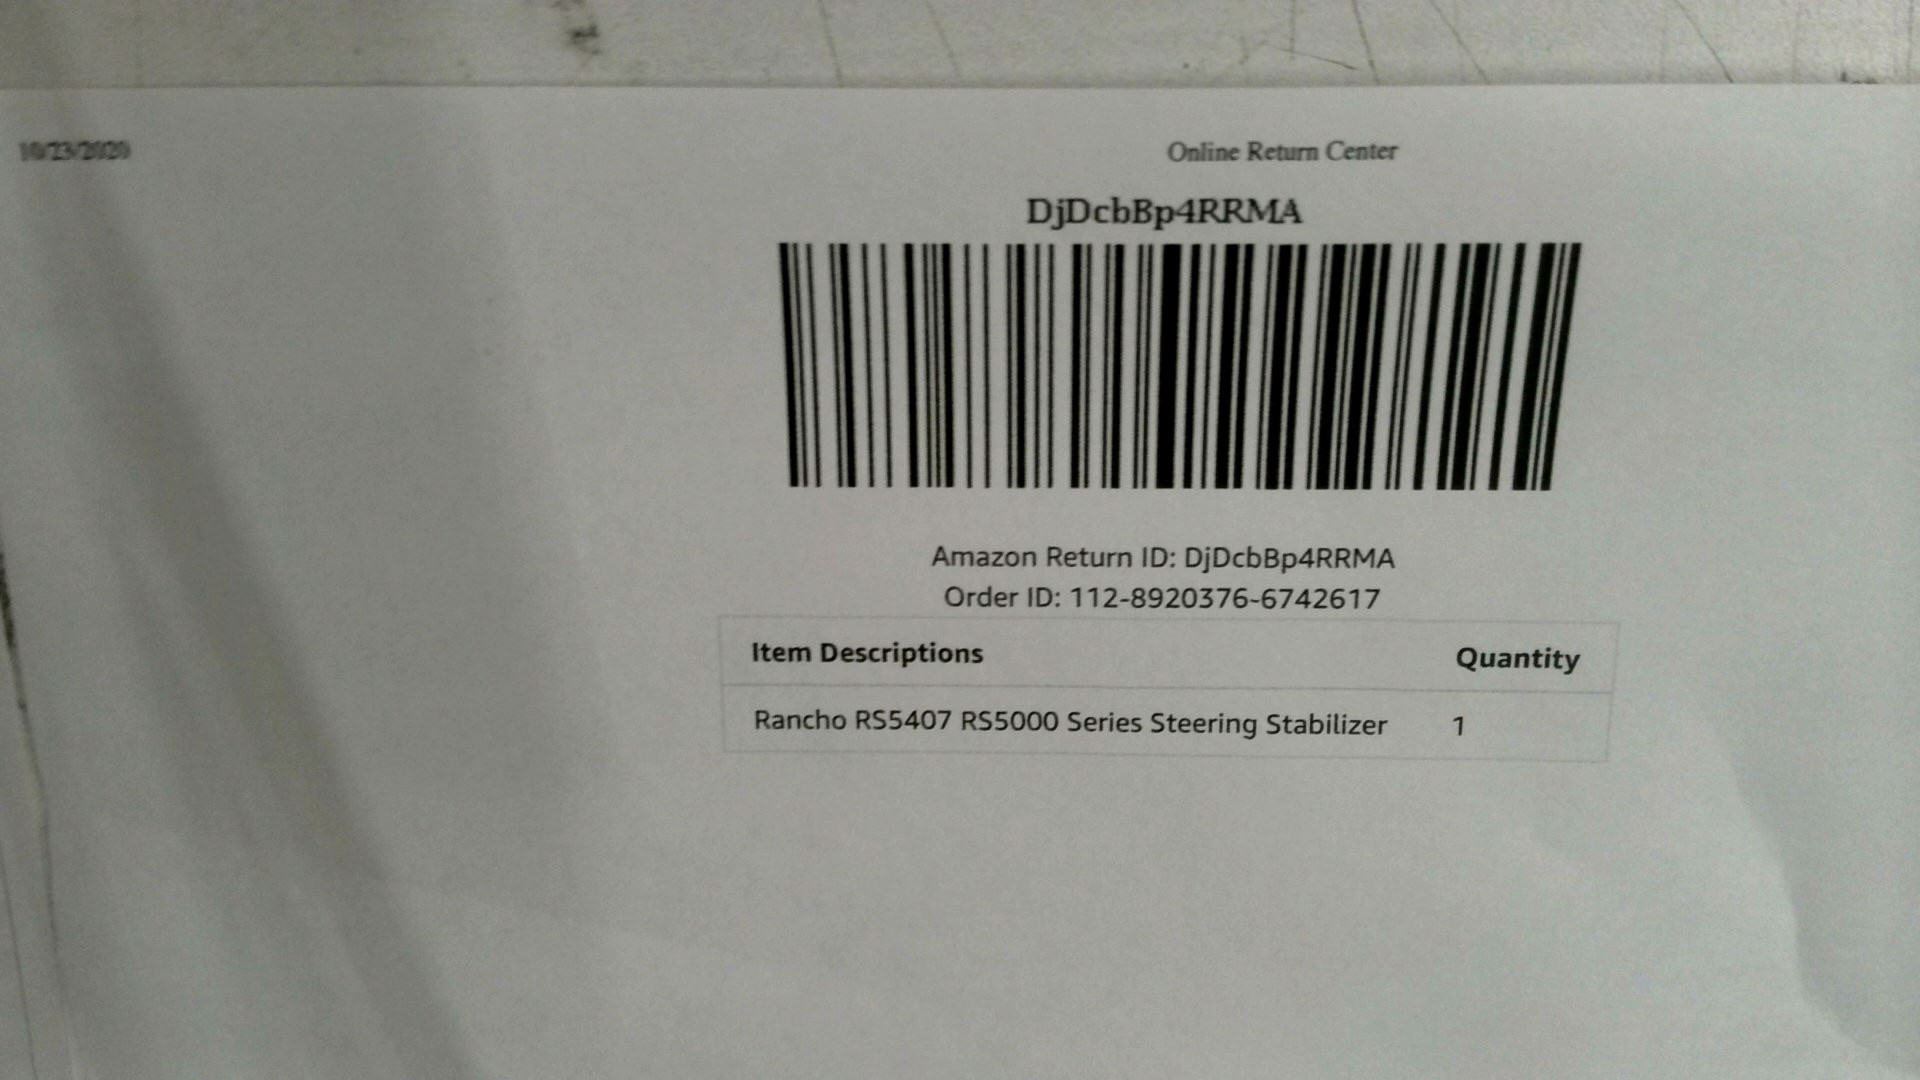 10/23/2020 Online Return Center
DjDcbBp4RRMA
Amazon Return ID: DjDcbBp4RRMA
Order ID: 112-8920376-6742617
Item Descriptions Quantity
Rancho RS5407 RS5000 Series Steering Stabilizer 1